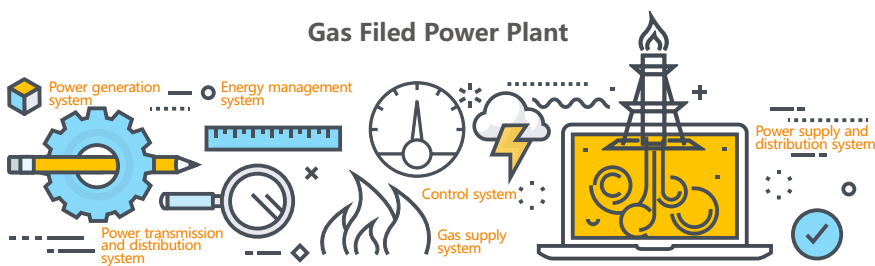 Gas Filed Power Plant
Power generation
system
Energy management
system
Power supply and
distribution system
Control system
Power transmission
and distribution
system
Gas supply
system